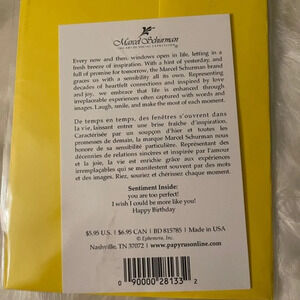 Marcel Schurman
Every now and then, windows open in life, letting in a
fresh breeze of inspiration. With a hint of yesterday, and
full of promise for tomorrow, the Marcel Schurman brand
graces us with a sensibility all its own. Representing
decades of heartfelt connections and inspired by love
and joy, we embrace that life is enhanced through
irreplaceable experiences often captured with words and
images. Laugh, smile, and make the most of each moment.
De temps en temps, des fenêtres s'ouvrent dans
la vie, laissant entrer une brise fraîche d'inspiration.
Caractérisée par un soupçon d'hier et toutes les
promesses de demain, la marque Marcel Schurman nous
honore de sa sensibilité particulière. Représentant des
décennies de relations sincères et inspirée par l'amour
et la joie, la vie est enrichie grâce aux expériences
irremplaçables qui se manifestent souvent par des mots
et des images. Riez, souriez et chérissez chaque instant.
Sentiment Inside:
you are too perfect!
I wish I could be more like you!
Happy Birthday
$5.95 U.S. | $6.95 CAN | BD 815785 | Made in USA
© Ephemera, Inc.
Nashville, TN 37072 | www.papyrusonline.com
0 90000 28133 2